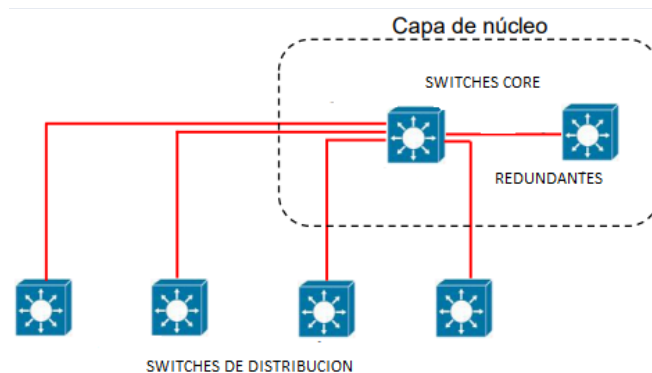 Capa de núcleo
SWITCHES CORE
REDUNDANTES
SWITCHES DE DISTRIBUCION